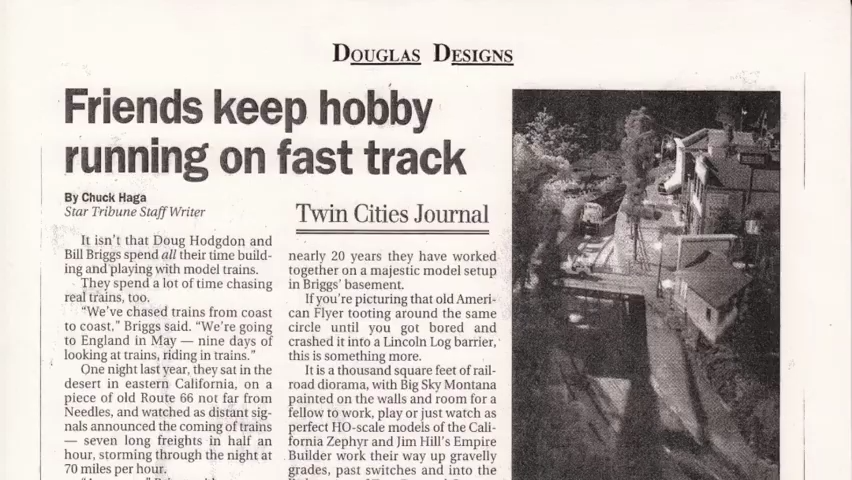 DOUGLAS DESIGNS
Friends keep hobby
running on fast track
By Chuck Haga
Star Tribune Staff Writer
Twin Cities Journal
It isn't that Doug Hodgdon and
Bill Briggs spend all their time build-
ing and playing with model trains.
They spend a lot of time chasing
real trains, too.
"We've chased trains from coast
to coast," Briggs said. "We're going
to England in May — nine days of
looking at trains, riding in trains."
One night last year, they sat in the
desert in eastern California, on a
piece of old Route 66 not far from
Needles, and watched as distant sig-
nals announced the coming of trains
— seven long freights in half an
hour, storming through the night at
70 miles per hour.
nearly 20 years they have worked
together on a majestic model setup
in Briggs' basement.
If you're picturing that old Ameri-
can Flyer tooting around the same
circle until you got bored and
crashed it into a Lincoln Log barrier,
this is something more.
It is a thousand square feet of rail-
road diorama, with Big Sky Montana
painted on the walls and room for a
fellow to work, play or just watch as
perfect HO-scale models of the Cali-
fornia Zephyr and Jim Hill's Empire
Builder work their way up gravelly
grades, past switches and into the